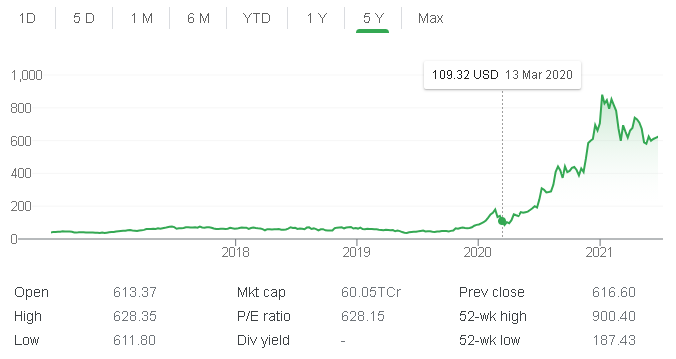 1D 5 D 1 M 6 M YTD 1 Y 5 Y Max
109.32 USD 13 Mar 2020
1,000
800
600
400
200
0
2018 2019 2020 2021
Open 613.37 Mkt cap 60.05TCr Prev close 616.60
High 628.35 P/E ratio 628.15 52-wk high 900.40
Low 611.80 Div yield - 52-wk low 187.43